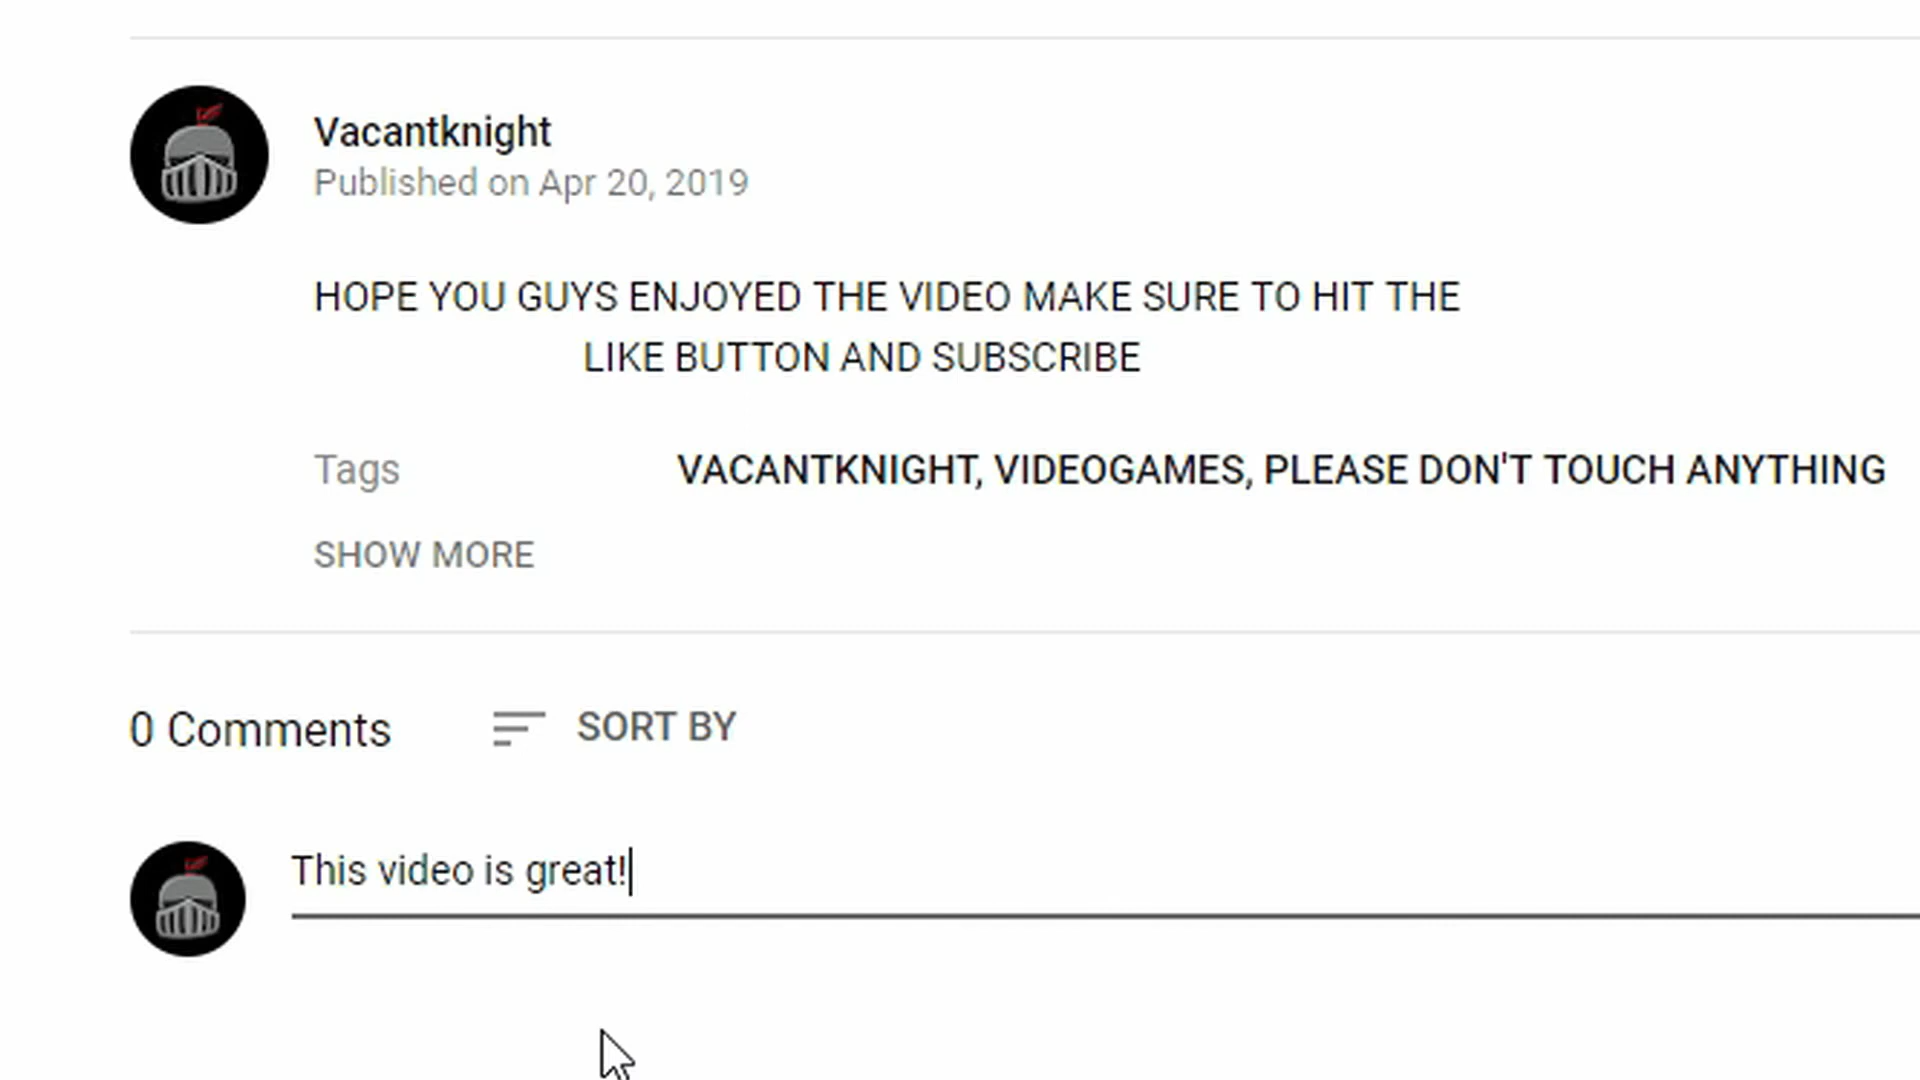 Vacantknight
Published on Apr 20, 2019
HOPE YOU GUYS ENJOYED THE VIDEO MAKE SURE TO HIT THE
LIKE BUTTON AND SUBSCRIBE
Tags VACANTKNIGHT, VIDEOGAMES, PLEASE DON'T TOUCH ANYTHING
SHOW MORE
0 Comments SORT BY
This video is great!